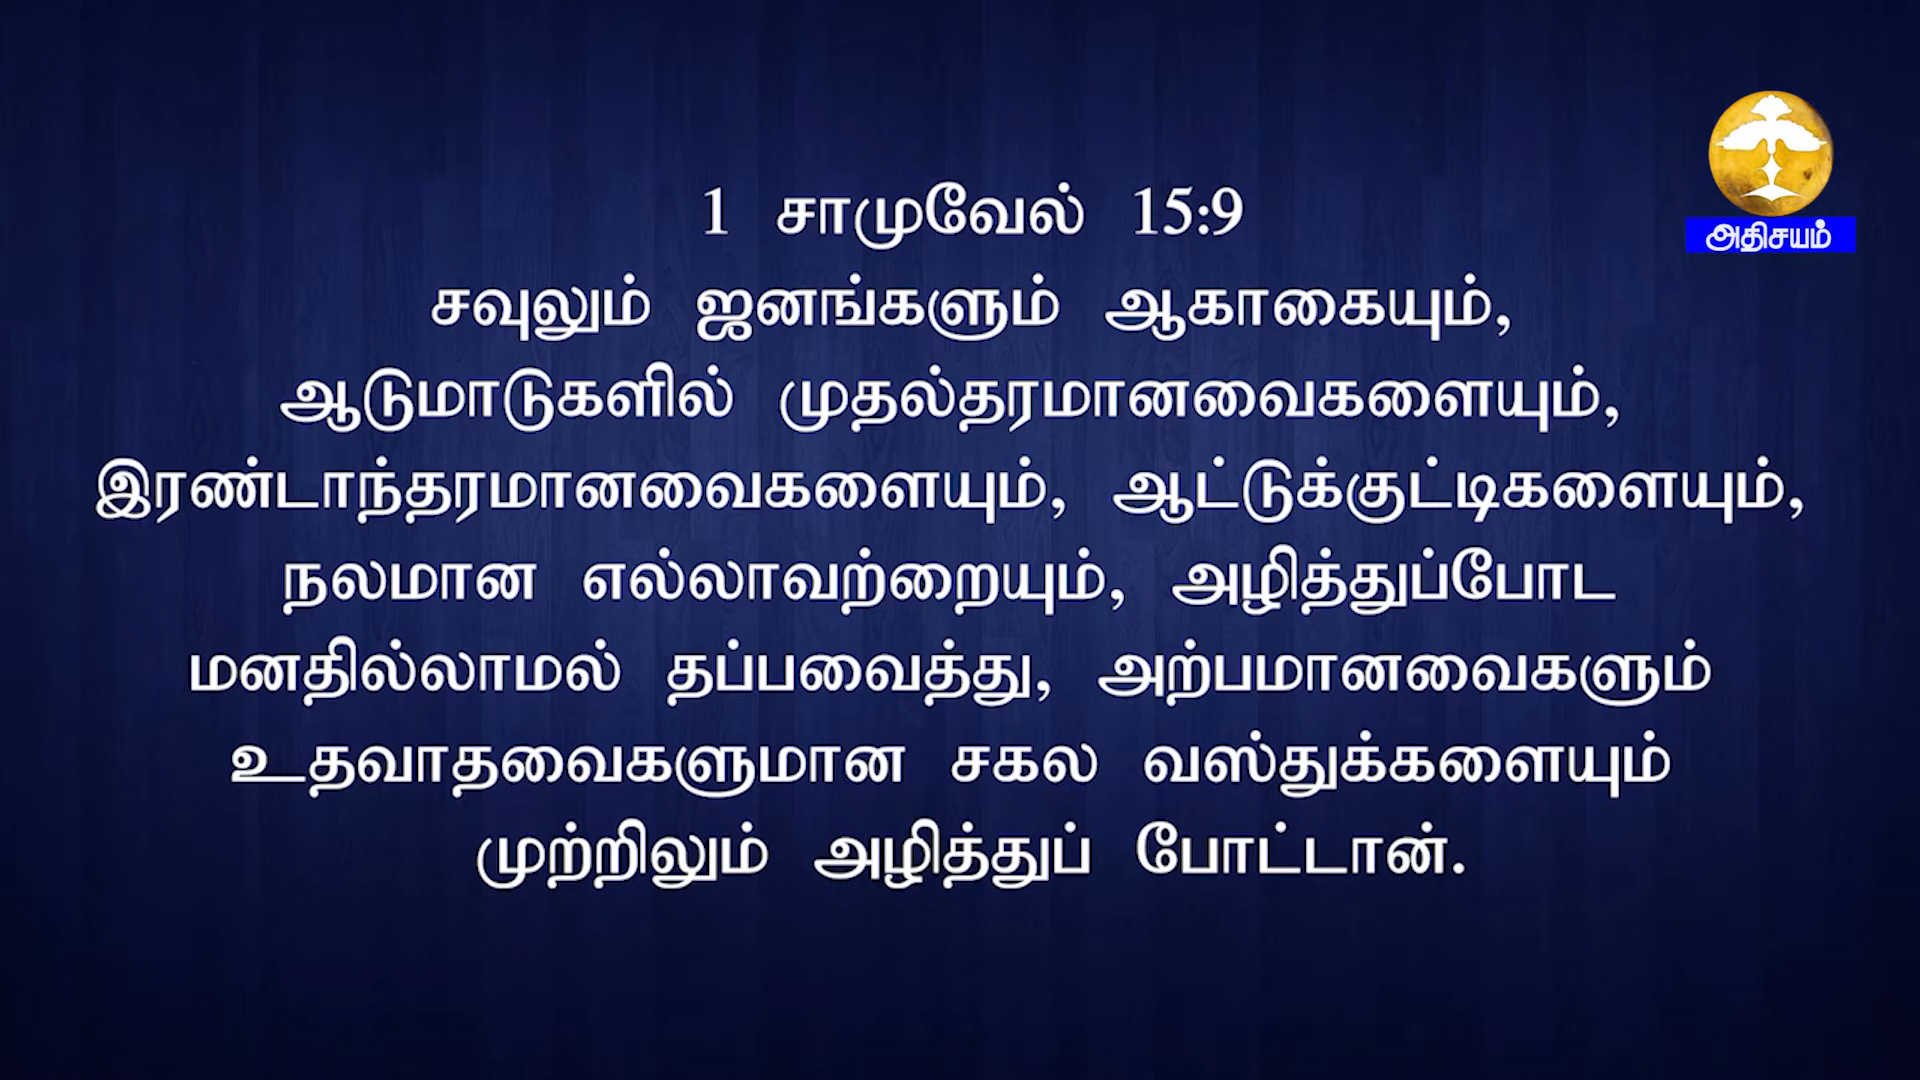 1 சாமுவேல் 15:9
அதிசயம்
சவுலும் ஜனங்களும் ஆகாகையும்,
ஆடுமாடுகளில் முதல்தரமானவைகளையும்,
இரண்டாந்தரமானவைகளையும், ஆட்டுக்குட்டிகளையும்,
நலமான எல்லாவற்றையும், அழித்துப்போட
மனதில்லாமல் தப்பவைத்து, அற்பமானவைகளும்
உதவாதவைகளுமான சகல வஸ்துக்களையும்
முற்றிலும் அழித்துப் போட்டான்.